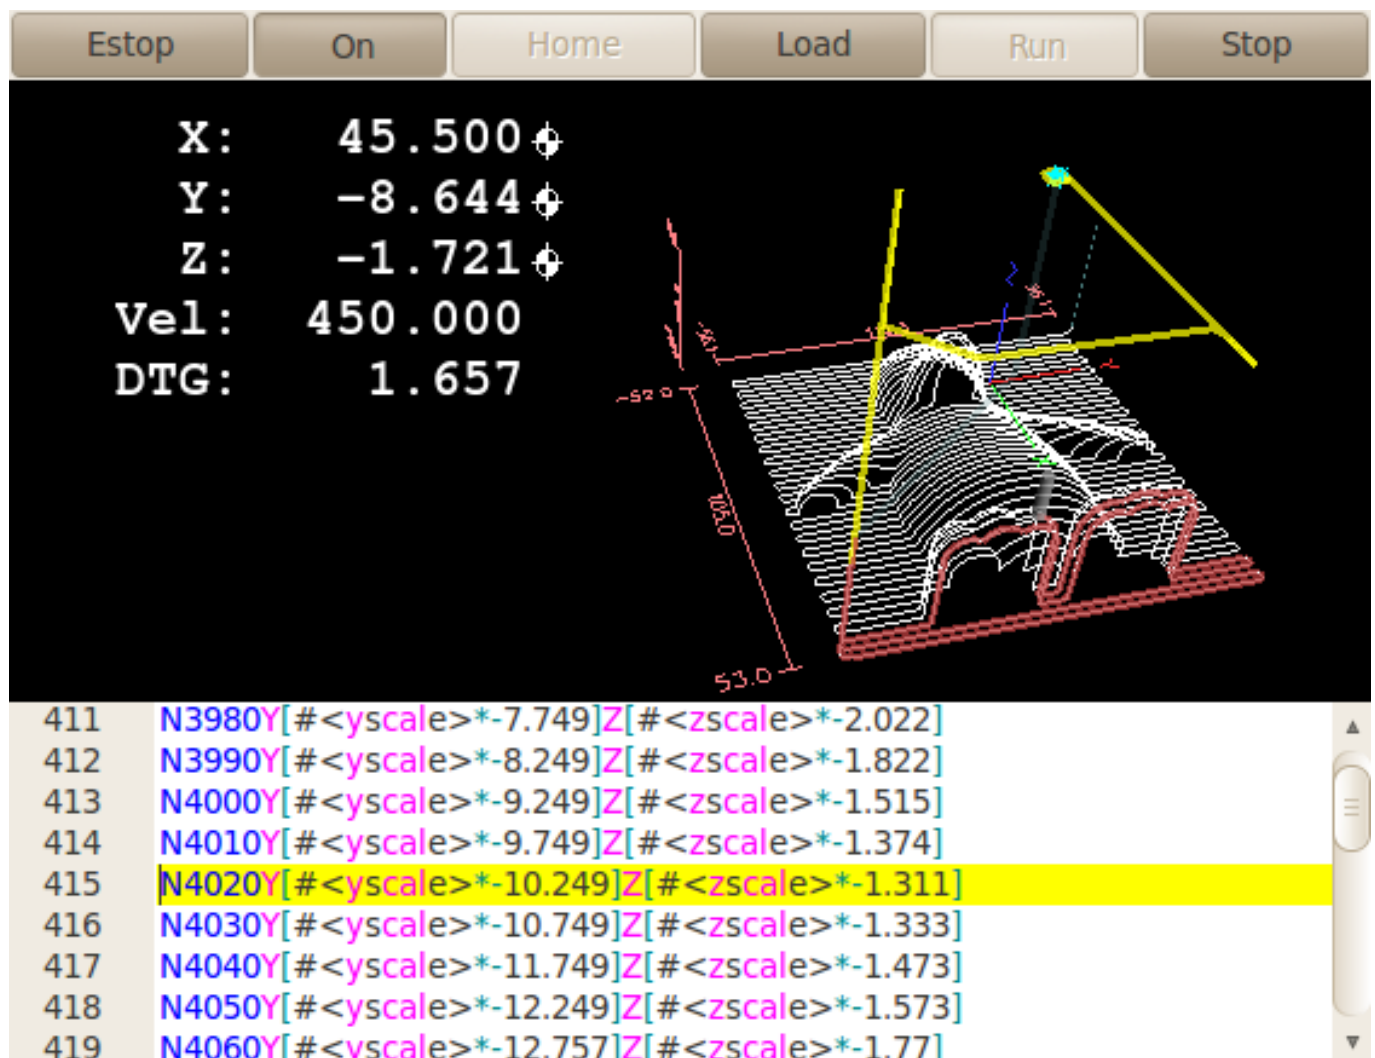 Estop On Home Load Run Stop
X: 45.500
Y: -8.644
Z: -1.721
Vel: 450.000
DTG: 1.657
-52.0
105.0
53.0
411 N3980Y[#<yscale>*-7.749]Z[#<zscale>*-2.022]
412 N3990Y[#<yscale>*-8.249]Z[#<zscale>*-1.822]
413 N4000Y[#<yscale>*-9.249]Z[#<zscale>*-1.515]
414 N4010Y[#<yscale>*-9.749]Z[#<zscale>*-1.374]
415 N4020Y[#<yscale>*-10.249]Z[#<zscale>*-1.311]
416 N4030Y[#<yscale>*-10.749]Z[#<zscale>*-1.333]
417 N4040Y[#<yscale>*-11.749]Z[#<zscale>*-1.473]
418 N4050Y[#<yscale>*-12.249]Z[#<zscale>*-1.573]
419 N4060Y[#<yscale>*-12.757]Z[#<zscale>*-1.77]